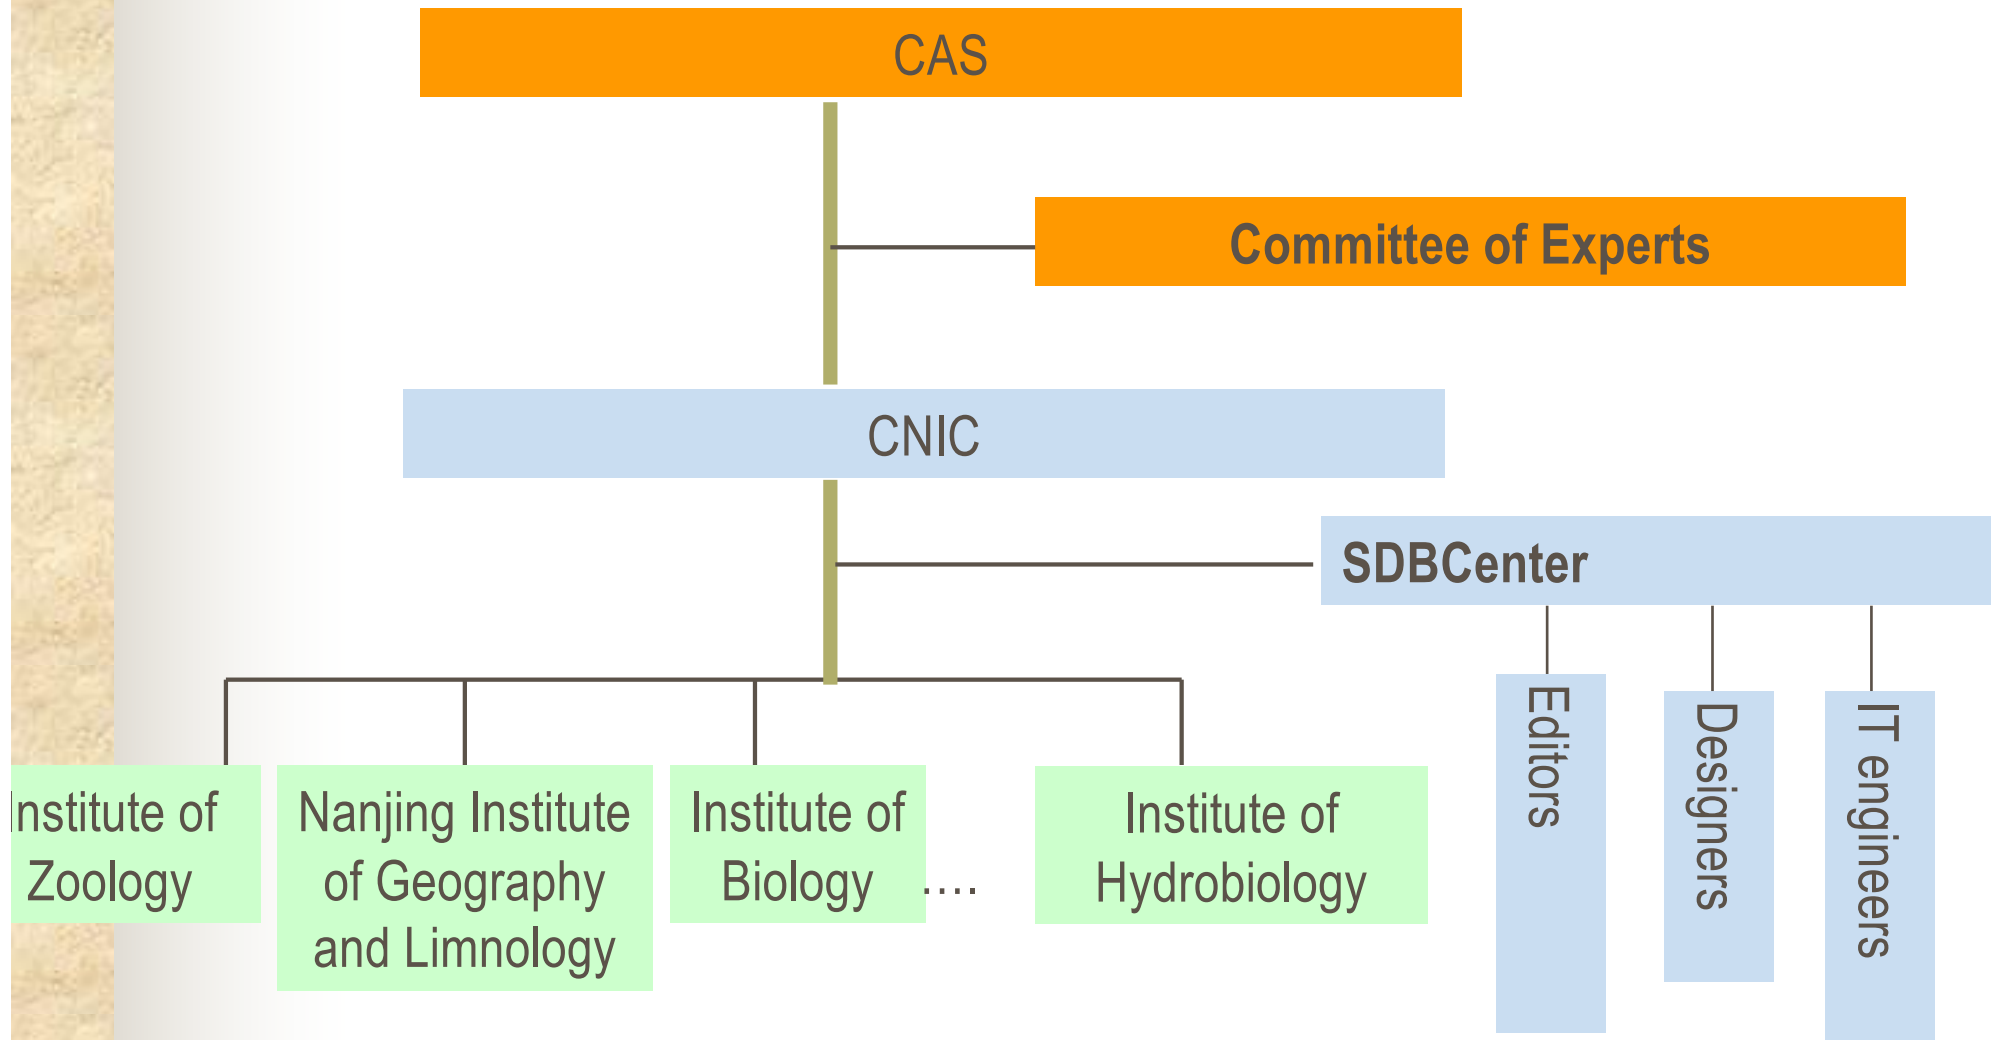 CAS
Committee of Experts
CNIC
SDBCenter
Editors
Designers
IT engineers
Institute of
Zoology
Nanjing Institute
of Geography
and Limnology
Institute of
Biology
....
Institute of
Hydrobiology